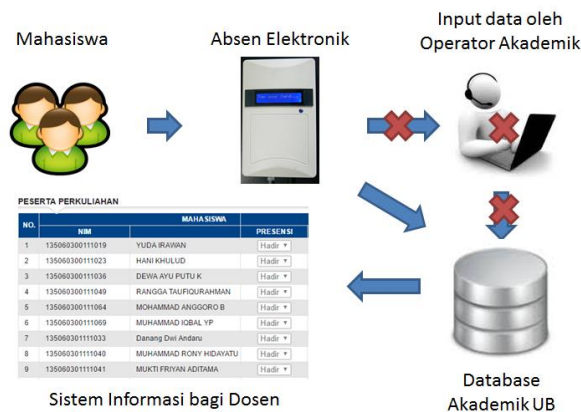 Mahasiswa
Absen Elektronik
Input data oleh
Operator Akademik
PESERTA PERKULIAHAN
NO. MAHASISWA
NIM PRESENSI
1 135060300111019 YUDA IRAWAN Hadir
2 135060300111023 HANI KHULUD Hadir
3 135060300111036 DEWA AYU PUTU K Hadir
4 135060300111049 RANGGA TAUFIQURAHMAN Hadir
5 135060300111064 MOHAMMAD ANGGORO B Hadir
6 135060300111069 MUHAMMAD IQBAL YP Hadir
7 135060301111033 Danang Dwi Andaru Hadir
8 135060301111040 MUHAMMAD RONY HIDAYATU Hadir
9 135060301111041 MUKTI FRIYAN ADITAMA Hadir
Sistem Informasi bagi Dosen
Database
Akademik UB